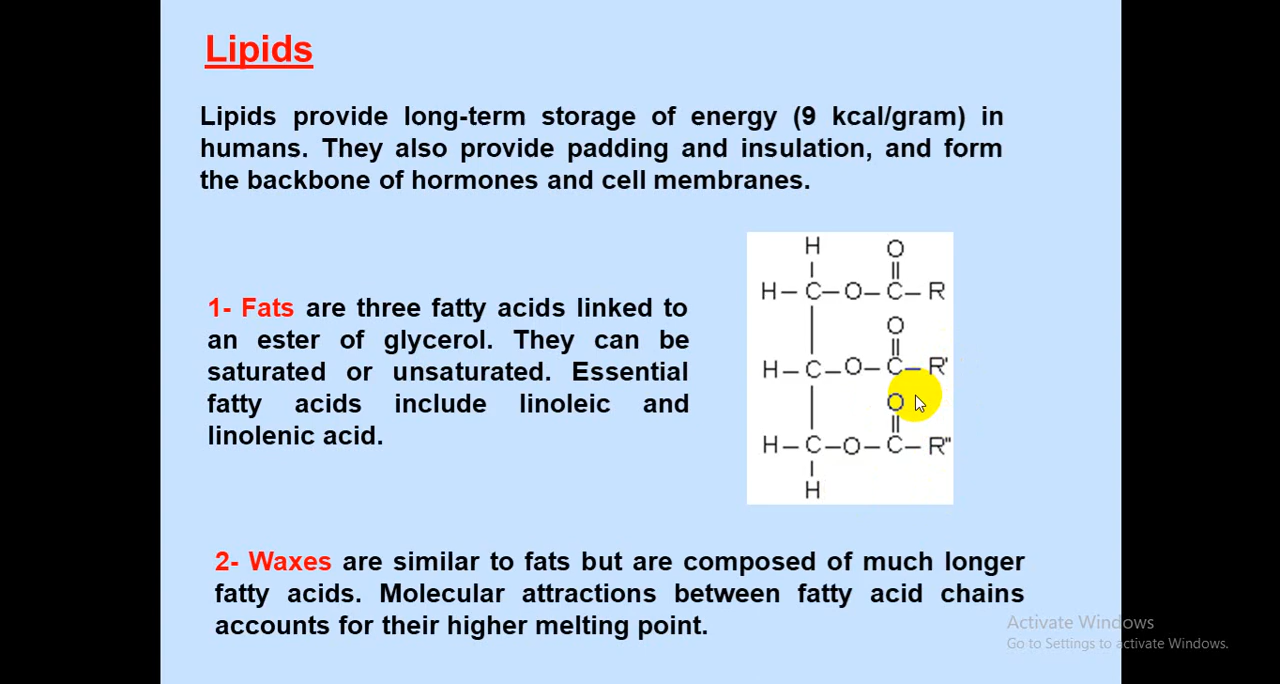 Lipids
Lipids provide long-term storage of energy (9 kcal/gram) in
humans. They also provide padding and insulation, and form
the backbone of hormones and cell membranes.
1- Fats are three fatty acids linked to
an ester of glycerol. They can be
saturated or unsaturated. Essential
fatty acids include linoleic and
linolenic acid.
H O
H–C–O–C–R
O
H–C–O–C–R'
O
H–C–O–C–R"
H
2- Waxes are similar to fats but are composed of much longer
fatty acids. Molecular attractions between fatty acid chains
accounts for their higher melting point.
Activate Windows
Go to Settings to activate Windows.